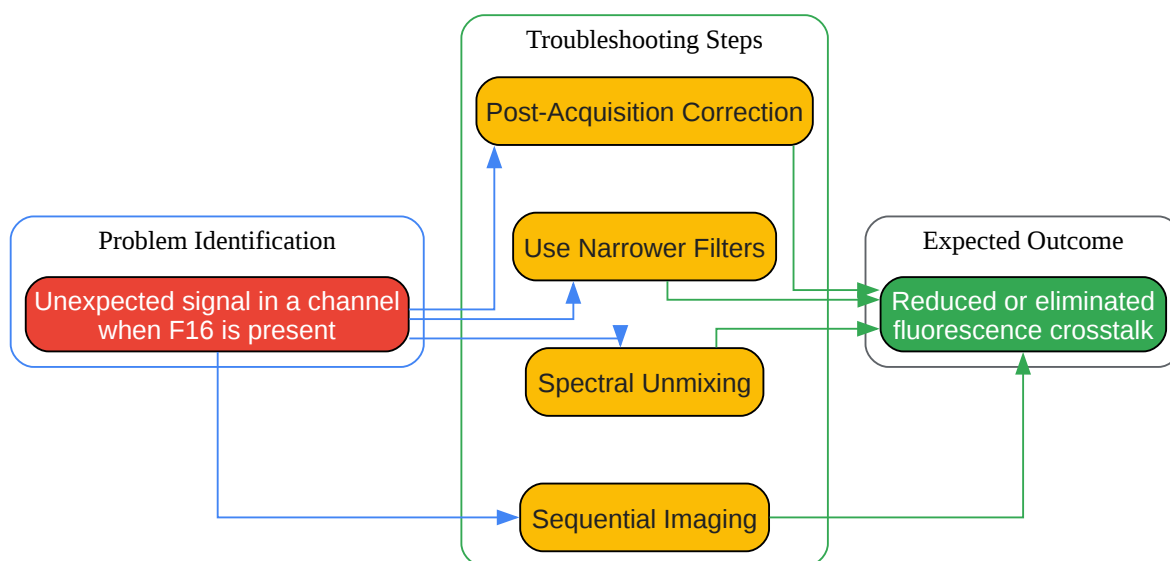 Troubleshooting Steps
Post-Acquisition Correction
Problem Identification
Use Narrower Filters
Expected Outcome
Unexpected signal in a channel
when F16 is present
Reduced or eliminated
fluorescence crosstalk
Spectral Unmixing
Sequential Imaging